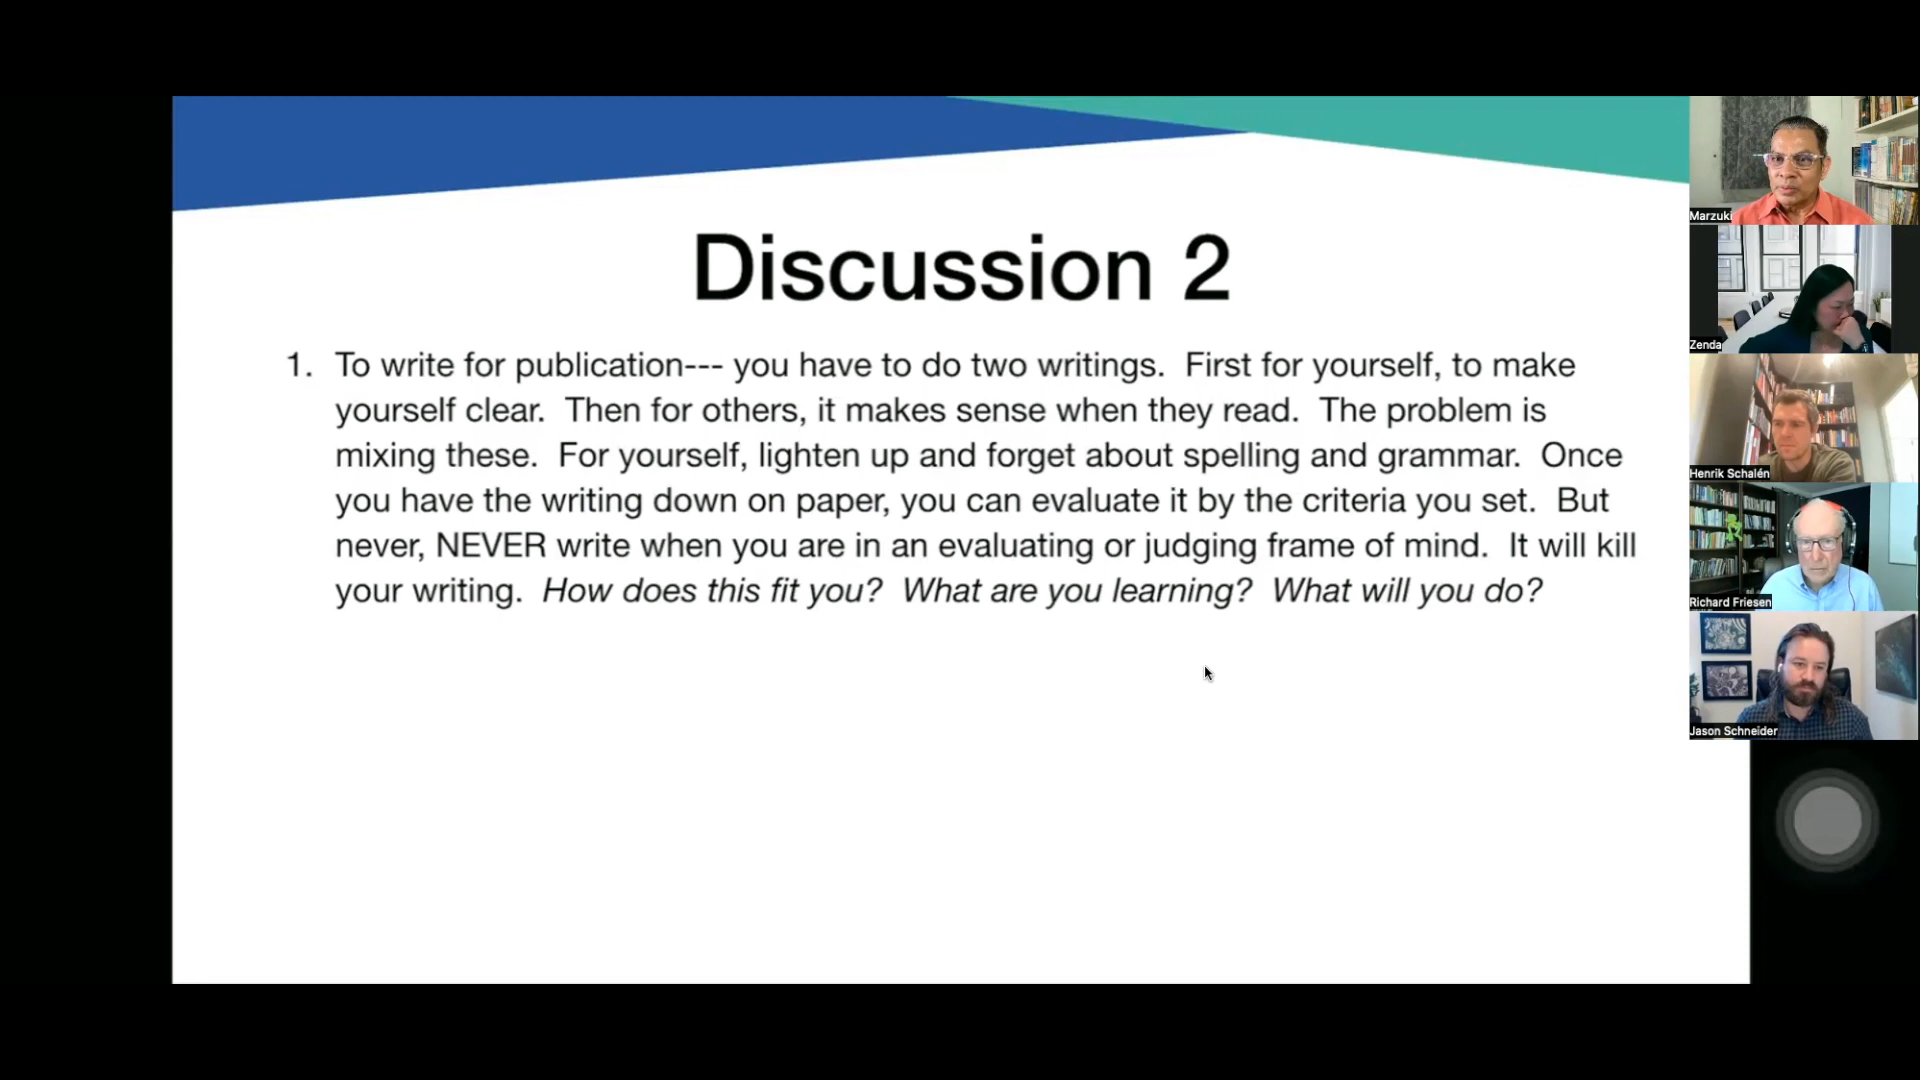 Discussion 2
1. To write for publication--- you have to do two writings. First for yourself, to make
yourself clear. Then for others, it makes sense when they read. The problem is
mixing these. For yourself, lighten up and forget about spelling and grammar. Once
you have the writing down on paper, you can evaluate it by the criteria you set. But
never, NEVER write when you are in an evaluating or judging frame of mind. It will kill
your writing. How does this fit you? What are you learning? What will you do?
Marzuki
Zenda
Henrik Schalén
Richard Friesen
Jason Schneider